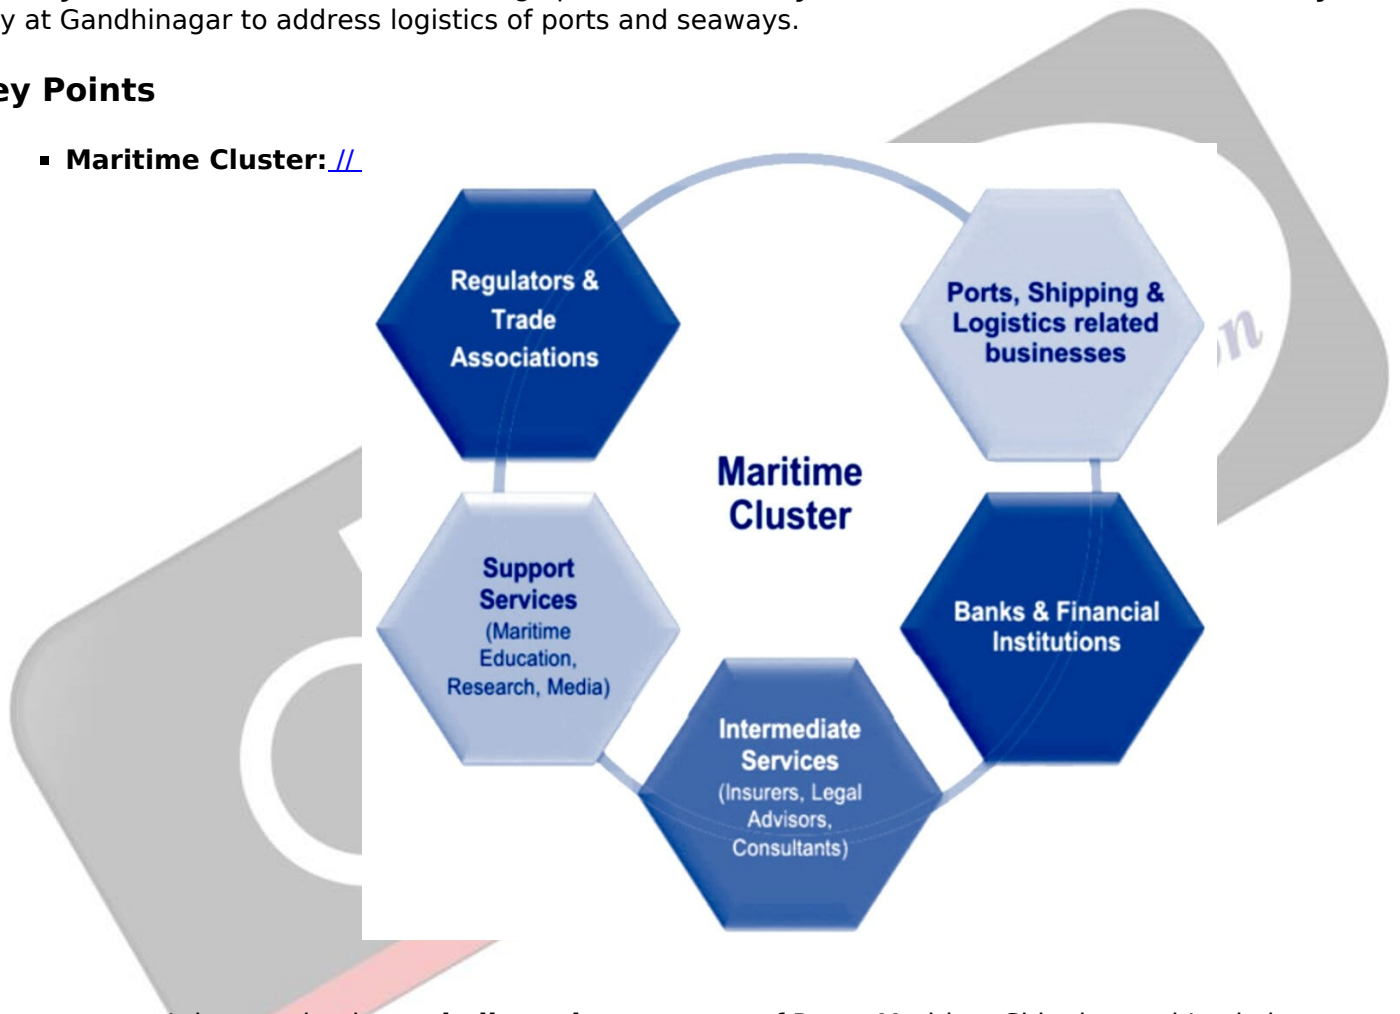 y at Gandhinagar to address logistics of ports and seaways.
ey Points
▪ Maritime Cluster: //
Regulators &
Trade
Associations
Ports, Shipping &
Logistics related
businesses
Maritime
Cluster
Support
Services
(Maritime
Education,
Research, Media)
Banks & Financial
Institutions
Intermediate
Services
(Insurers, Legal
Advisors,
Consultants)
on